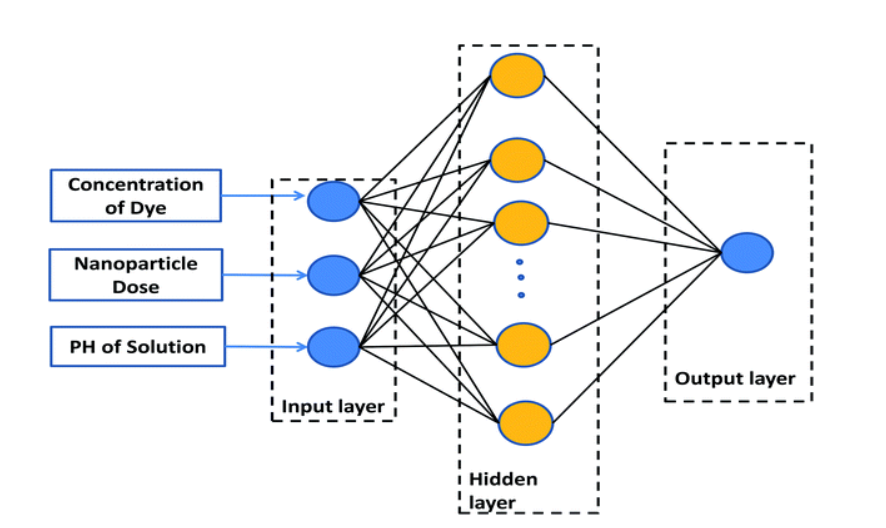 Concentration
of Dye
Nanoparticle
Dose
PH of Solution
Input layer
Hidden
layer
Output layer